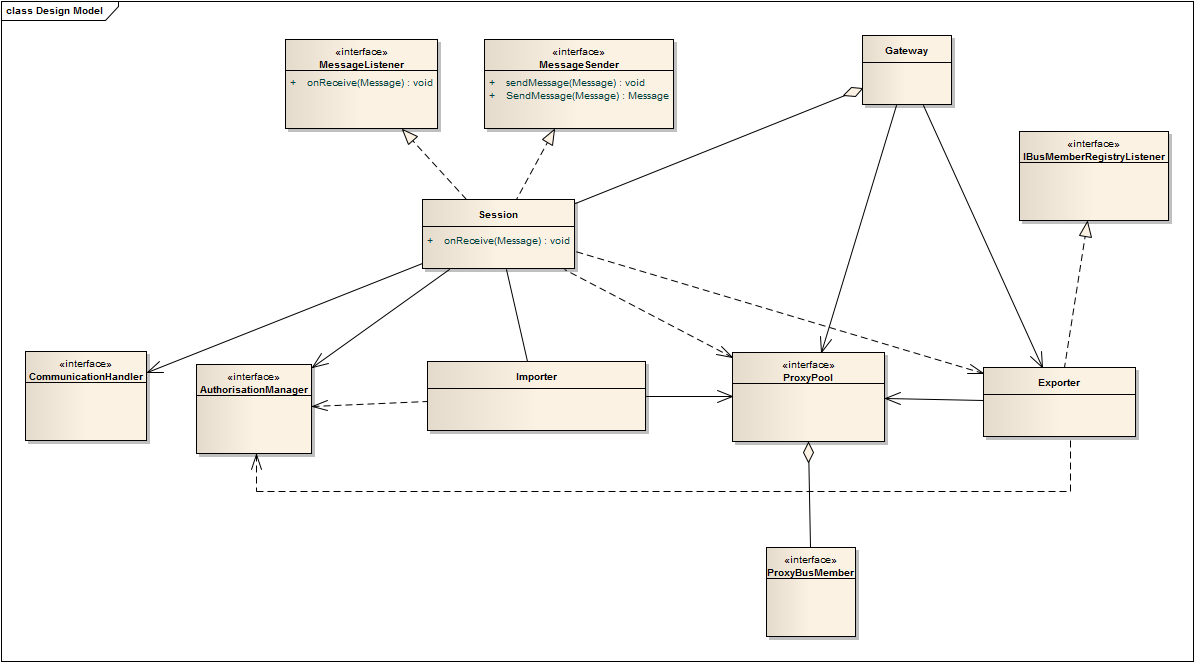 class Design Model
«interface»
MessageListener
+ onReceive(Message) : void
«interface»
MessageSender
+ sendMessage(Message) : void
+ SendMessage(Message) : Message
Gateway
«interface»
IBusMemberRegistryListener
Session
+ onReceive(Message) : void
«interface»
CommunicationHandler
«interface»
AuthorisationManager
Importer
«interface»
ProxyPool
Exporter
«interface»
ProxyBusMember